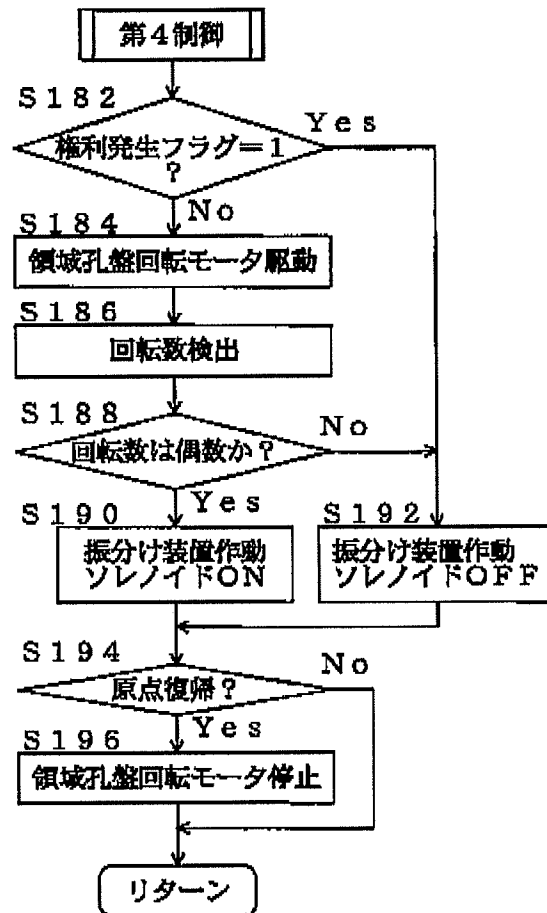 第4制御
S182
Yes
権利発生フラグ=1
?
No
S184
領域孔盤回転モータ駆動
S186
回転数検出
S188
No
回転数は偶数か?
Yes
S190
S192
振分け装置作動
ソレノイドON
振分け装置作動
ソレノイドOFF
S194
No
原点復帰?
Yes
S196
領域孔盤回転モータ停止
リターン